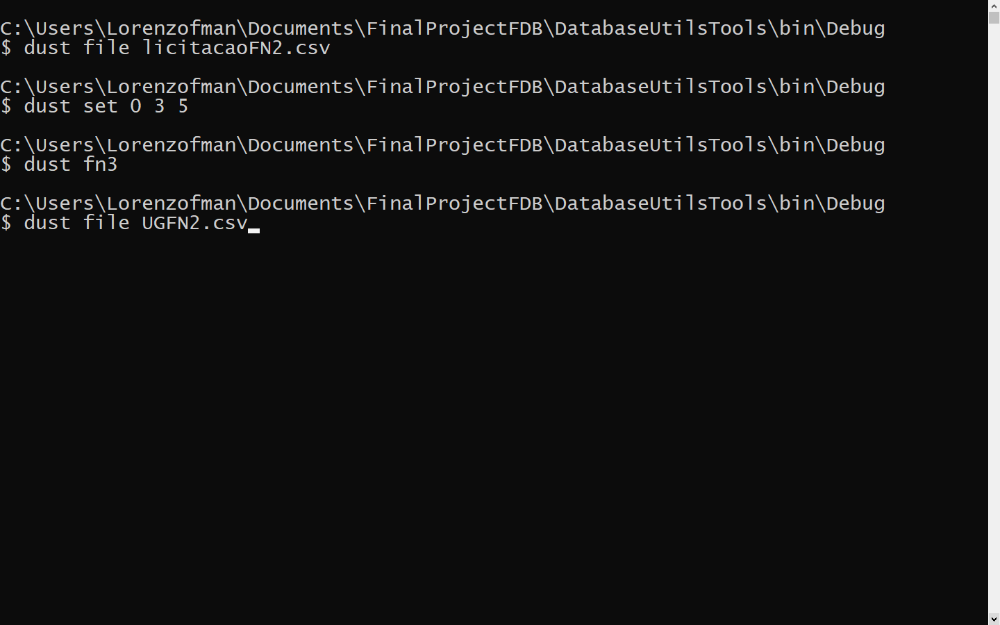 C:\Users\Lorenzofman\Documents\FinalProjectFDB\DatabaseUtilsTools\bin\Debug
$ dust file licitacaoFN2.csv
C:\Users\Lorenzofman\Documents\FinalProjectFDB\DatabaseUtilsTools\bin\Debug
$ dust set 0 3 5
C:\Users\Lorenzofman\Documents\FinalProjectFDB\DatabaseUtilsTools\bin\Debug
$ dust fn3
C:\Users\Lorenzofman\Documents\FinalProjectFDB\DatabaseUtilsTools\bin\Debug
$ dust file UGFN2.csv